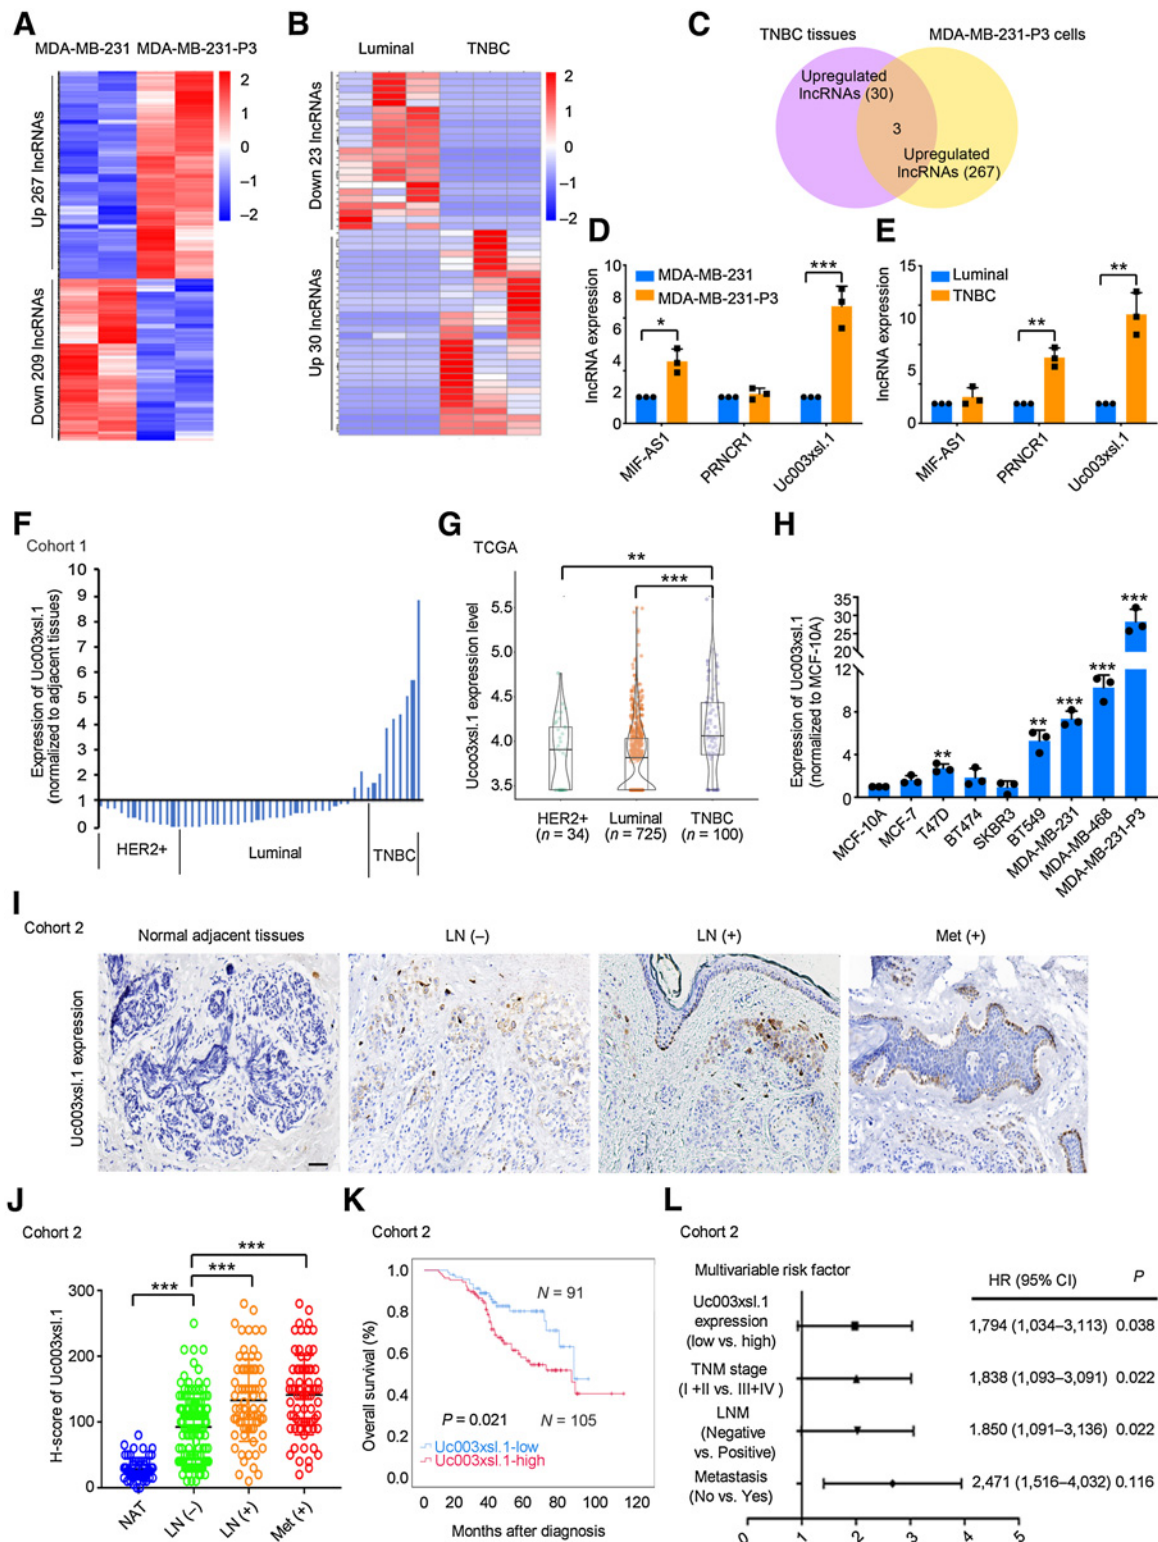 A
MDA-MB-231 MDA-MB-231-P3
Up 267 lncRNAs
Down 209 lncRNAs
2
1
0
−1
−2
B
Luminal TNBC
Down 23 lncRNAs
Up 30 lncRNAs
2
1
0
−1
−2
C
TNBC tissues MDA-MB-231-P3 cells
Upregulated
lncRNAs (30)
3
Upregulated
lncRNAs (267)
D
lncRNA expression
10
8
6
4
2
0
MDA-MB-231
MDA-MB-231-P3
*
***
MIF-AS1
PRNCR1
Uc003xsl.1
E
lncRNA expression
15
10
5
0
Luminal
TNBC
**
**
MIF-AS1
PRNCR1
Uc003xsl.1
F
Cohort 1
Expression of Uc003xsl.1
(normalized to adjacent tissues)
10
9
8
7
6
5
4
3
2
1
0
HER2+ Luminal TNBC
G
TCGA
**
***
Ucoo3xsl.1 expression level
5.5
5.0
4.5
4.0
3.5
HER2+ Luminal TNBC
(n = 34) (n = 725) (n = 100)
H
Expression of Uc003xsl.1
(normalized to MCF-10A)
35
30
25
20
12
8
4
0
**
**
***
***
***
MCF-10A
MCF-7
T47D
BT474
SKBR3
BT549
MDA-MB-231
MDA-MB-468
MDA-MB-231-P3
I
Cohort 2
Normal adjacent tissues LN (−) LN (+) Met (+)
Uc003xsl.1 expression
J
Cohort 2
H-score of Uc003xsl.1
300
200
100
0
***
***
***
NAT
LN (−)
LN (+)
Met (+)
K
Cohort 2
Overall survival (%)
1.0
0.8
0.6
0.4
0.2
0.0
N = 91
P = 0.021 N = 105
Uc003xsl.1-low
Uc003xsl.1-high
0 20 40 60 80 100 120
Months after diagnosis
L
Cohort 2
Multivariable risk factor HR (95% CI) P
Uc003xsl.1
expression
(low vs. high)
1,794 (1,034–3,113) 0.038
TNM stage
(I +II vs. III+IV )
1,838 (1,093–3,091) 0.022
LNM
(Negative
vs. Positive)
1.850 (1,091–3,136) 0.022
Metastasis
(No vs. Yes)
2,471 (1,516–4,032) 0.116
0 1 2 3 4 5